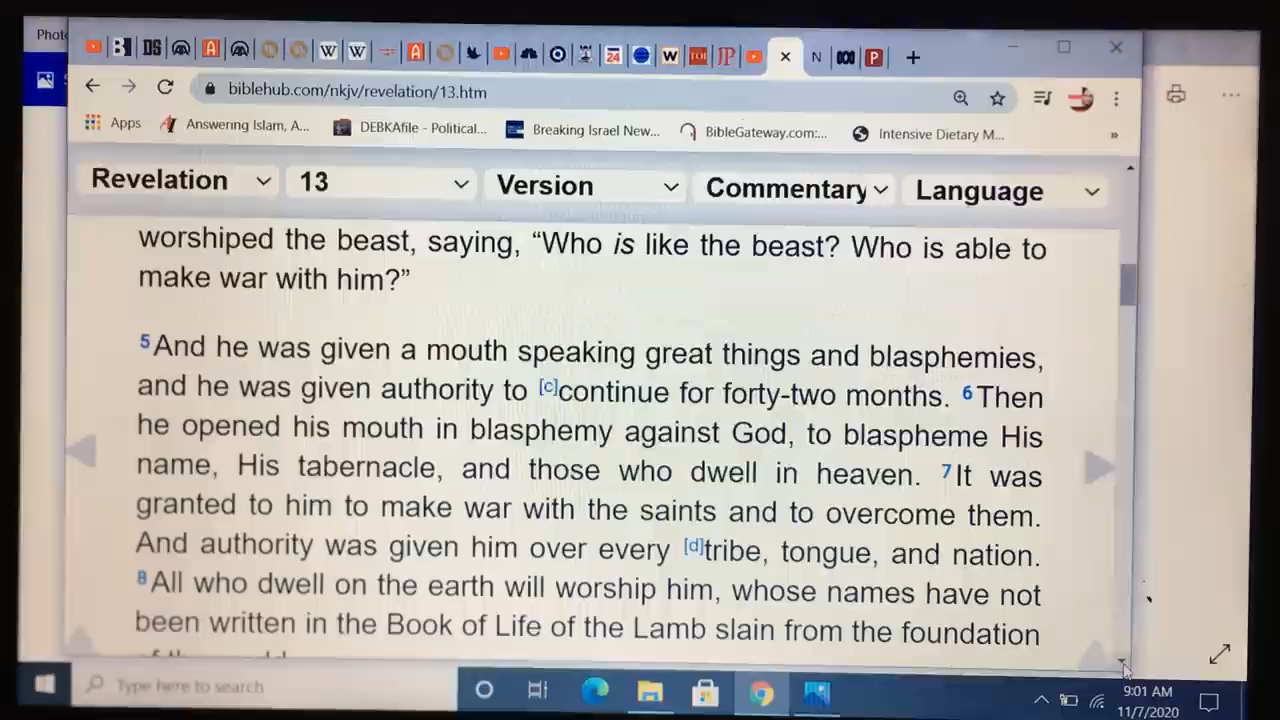 Phot
biblehub.com/nkjv/revelation/13.htm
Apps Answering Islam, A... DEBKAfile - Political... Breaking Israel New... BibleGateway.com:... Intensive Dietary M... »
Revelation 13 Version Commentary Language
worshiped the beast, saying, “Who is like the beast? Who is able to
make war with him?”
5And he was given a mouth speaking great things and blasphemies,
and he was given authority to [c]continue for forty-two months. 6Then
he opened his mouth in blasphemy against God, to blaspheme His
name, His tabernacle, and those who dwell in heaven. 7It was
granted to him to make war with the saints and to overcome them.
And authority was given him over every [d]tribe, tongue, and nation.
8All who dwell on the earth will worship him, whose names have not
been written in the Book of Life of the Lamb slain from the foundation
Type here to search
9:01 AM
11/7/2020